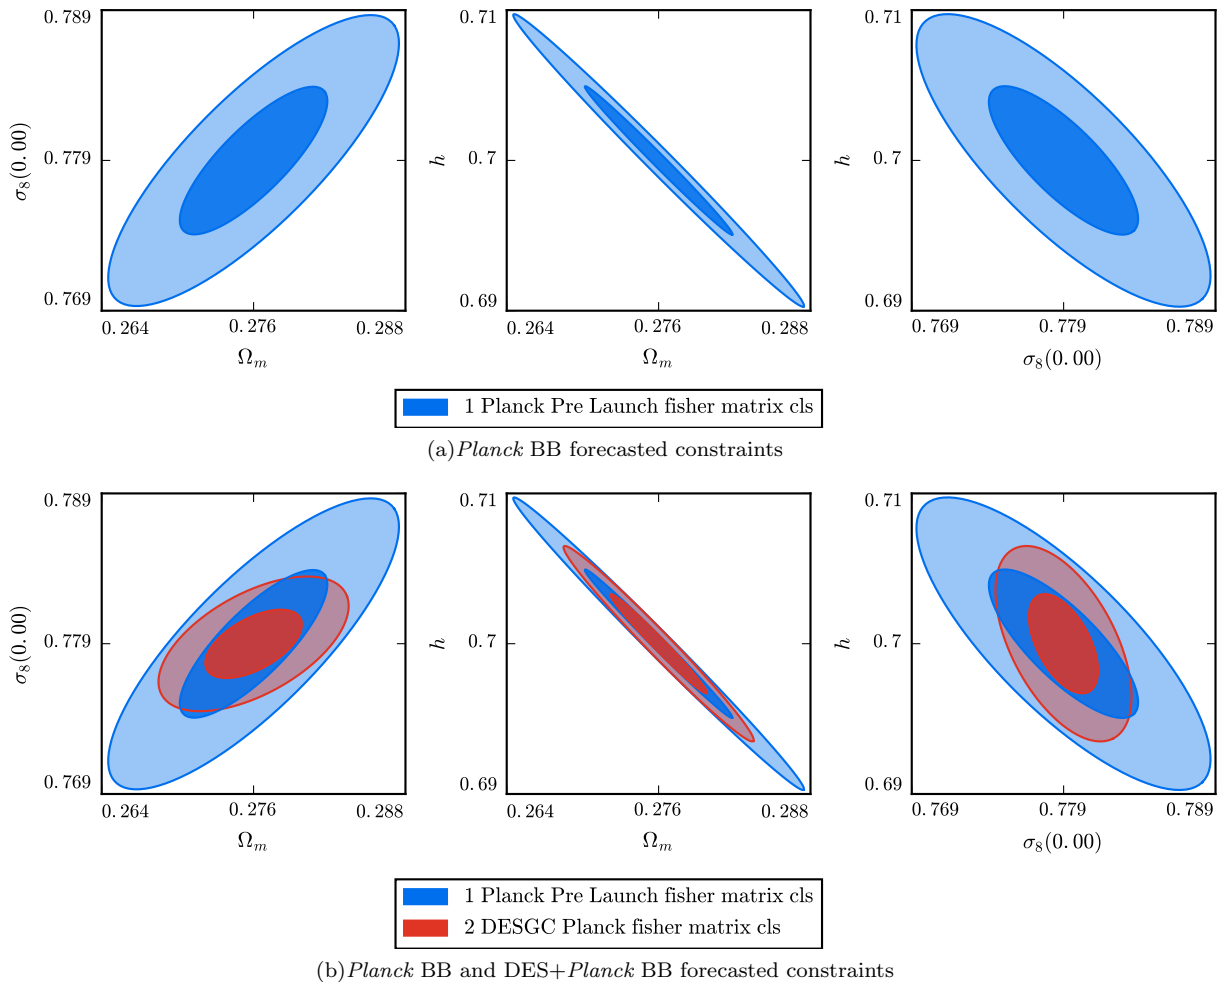 0.789
0.779
0.769
σ₈(0.00)
0.264 0.276 0.288
Ωₘ
0.71
0.7
0.69
h
0.264 0.276 0.288
Ωₘ
0.71
0.7
0.69
h
0.769 0.779 0.789
σ₈(0.00)
1 Planck Pre Launch fisher matrix cls
(a)Planck BB forecasted constraints
0.789
0.779
0.769
σ₈(0.00)
0.264 0.276 0.288
Ωₘ
0.71
0.7
0.69
h
0.264 0.276 0.288
Ωₘ
0.71
0.7
0.69
h
0.769 0.779 0.789
σ₈(0.00)
1 Planck Pre Launch fisher matrix cls
2 DESGC Planck fisher matrix cls
(b)Planck BB and DES+Planck BB forecasted constraints